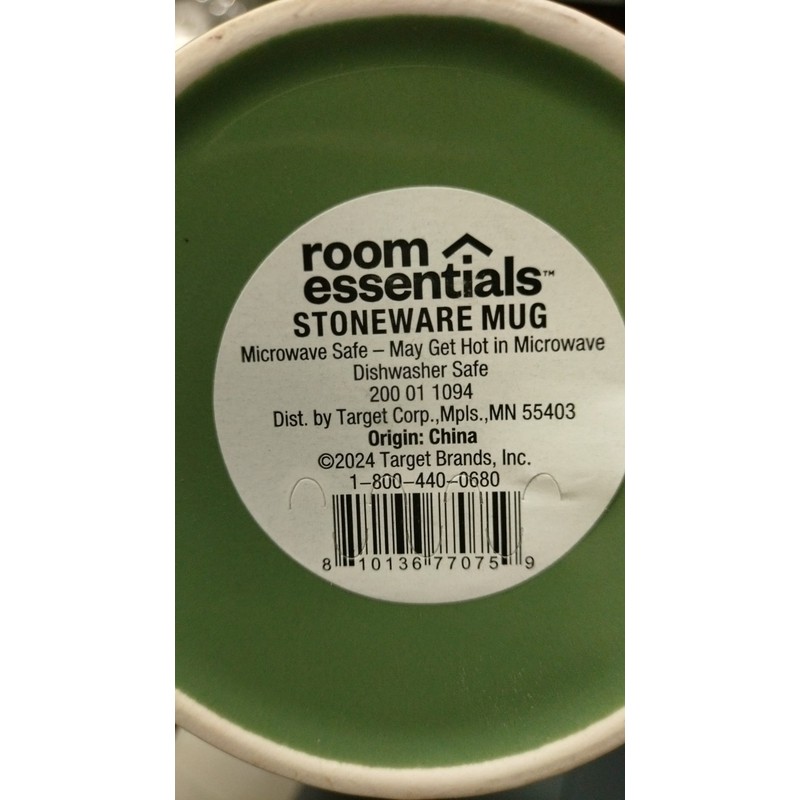 room
essentials™
STONEWARE MUG
Microwave Safe – May Get Hot in Microwave
Dishwasher Safe
200 01 1094
Dist. by Target Corp.,Mpls.,MN 55403
Origin: China
©2024 Target Brands, Inc.
1–800–440–0680
8 10136 77075 9